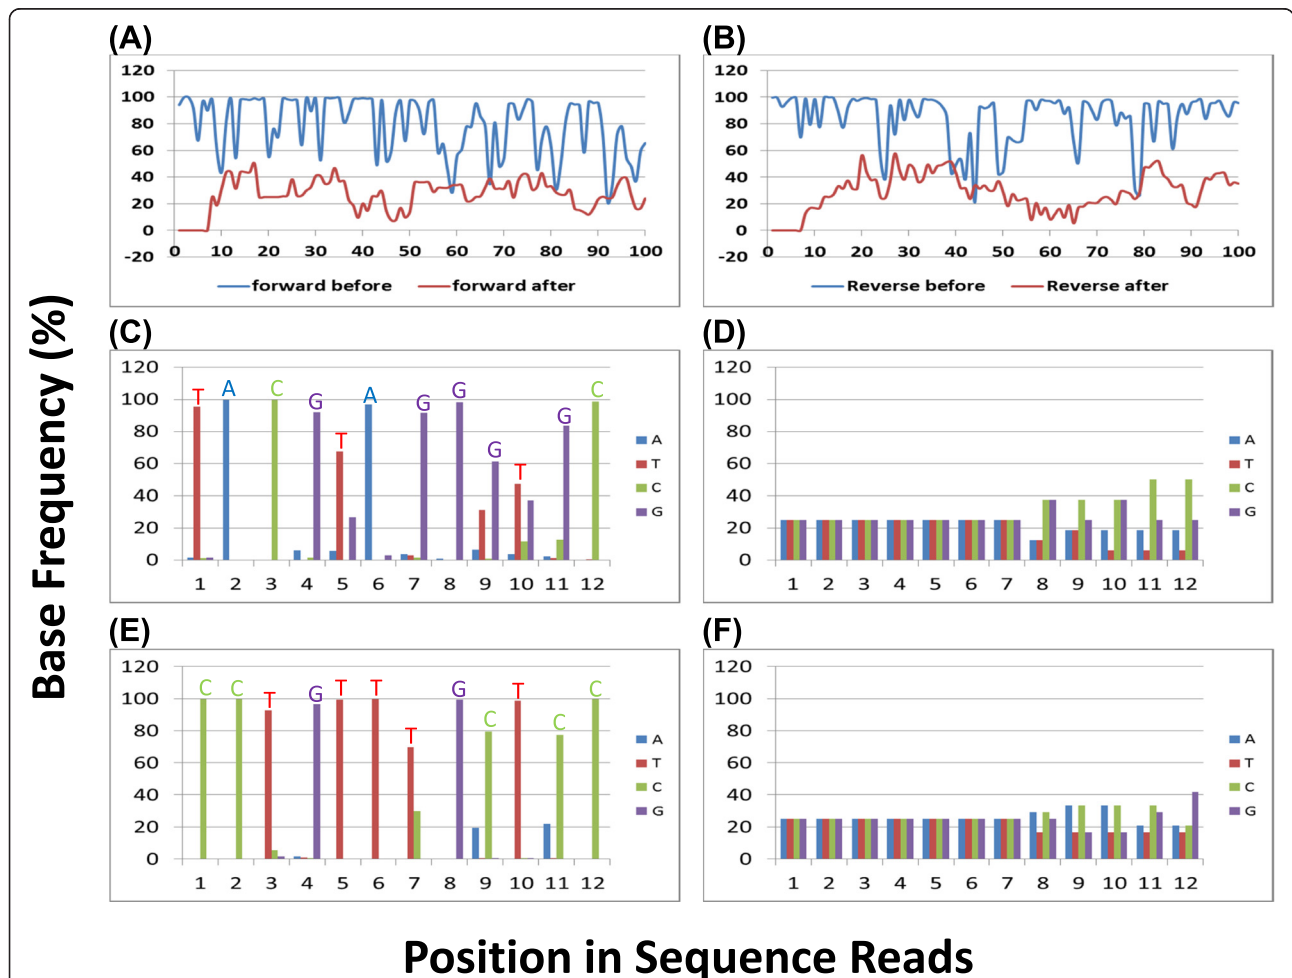 (A) (B)
120 120
100 100
80 80
60 60
40 40
20 20
0 0
-20 -20
0 10 20 30 40 50 60 70 80 90 100 0 10 20 30 40 50 60 70 80 90 100
forward before forward after Reverse before Reverse after
(C) (D)
120 120
100 100
80 80
60 60
40 40
20 20
0 0
T A C G T A G G G T G C
A A
T T
C C
G G
1 2 3 4 5 6 7 8 9 10 11 12 1 2 3 4 5 6 7 8 9 10 11 12
(E) (F)
120 120
100 100
80 80
60 60
40 40
20 20
0 0
C C T G T T T G C T C C
A A
T T
C C
G G
1 2 3 4 5 6 7 8 9 10 11 12 1 2 3 4 5 6 7 8 9 10 11 12
Base Frequency (%)
Position in Sequence Reads